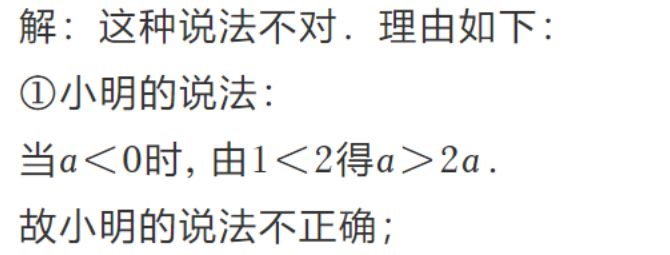 解：这种说法不对．理由如下：
①小明的说法：
当a＜0时, 由1＜2得a＞2a．
故小明的说法不正确；